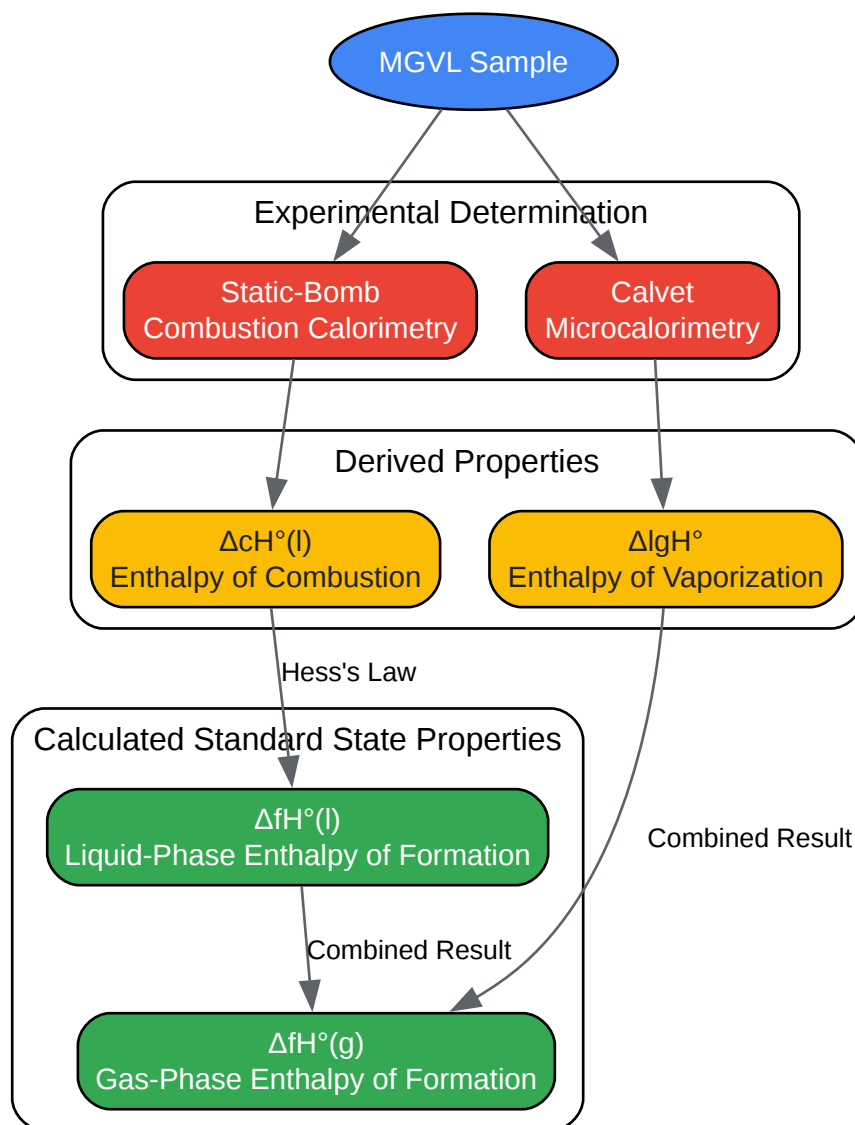 MGVL Sample
Experimental Determination
Static-Bomb
Combustion Calorimetry
Calvet
Microcalorimetry
Derived Properties
ΔcH°(l)
Enthalpy of Combustion
ΔlgH°
Enthalpy of Vaporization
Hess's Law
Calculated Standard State Properties
ΔfH°(l)
Liquid-Phase Enthalpy of Formation
Combined Result
Combined Result
ΔfH°(g)
Gas-Phase Enthalpy of Formation